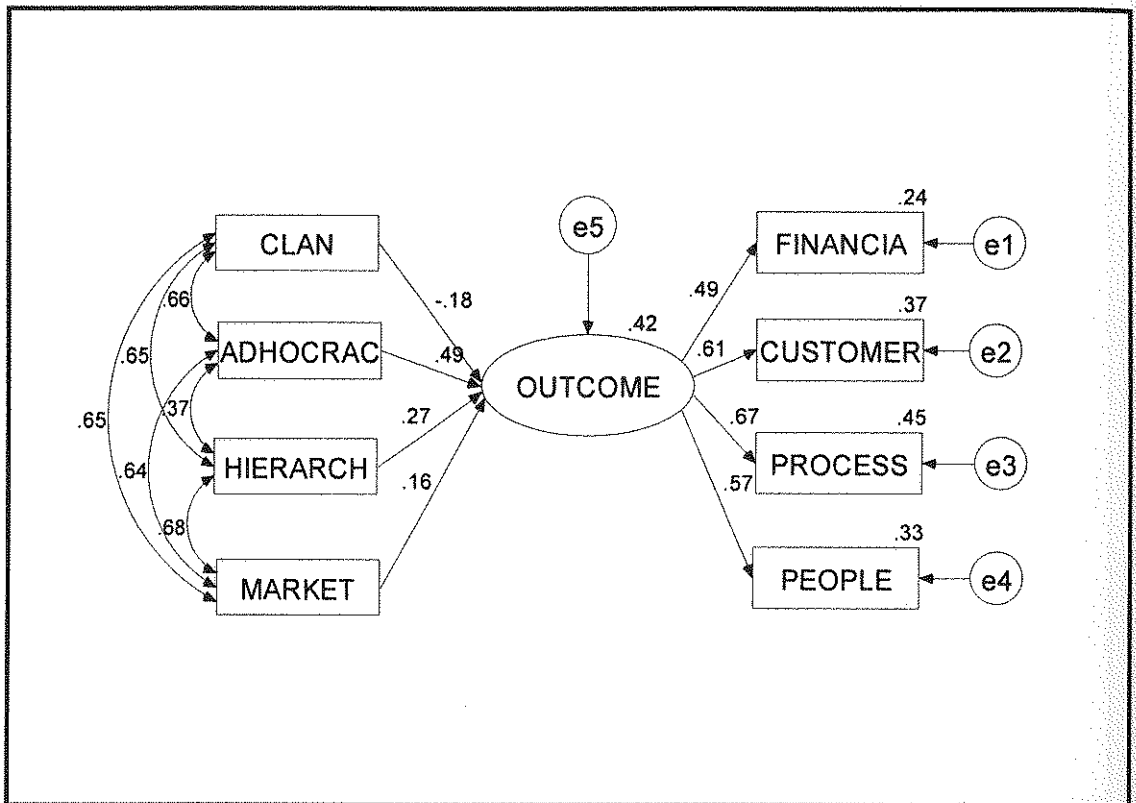 .24
CLAN
e5
FINANCIA
e1
-.18
.49
.37
.66
.42
.61
ADHOCRAC
.49
CUSTOMER
e2
.65
OUTCOME
.37
.27
.67
.45
.65
HIERARCH
PROCESS
e3
.64
.16
.57
.68
.33
MARKET
PEOPLE
e4